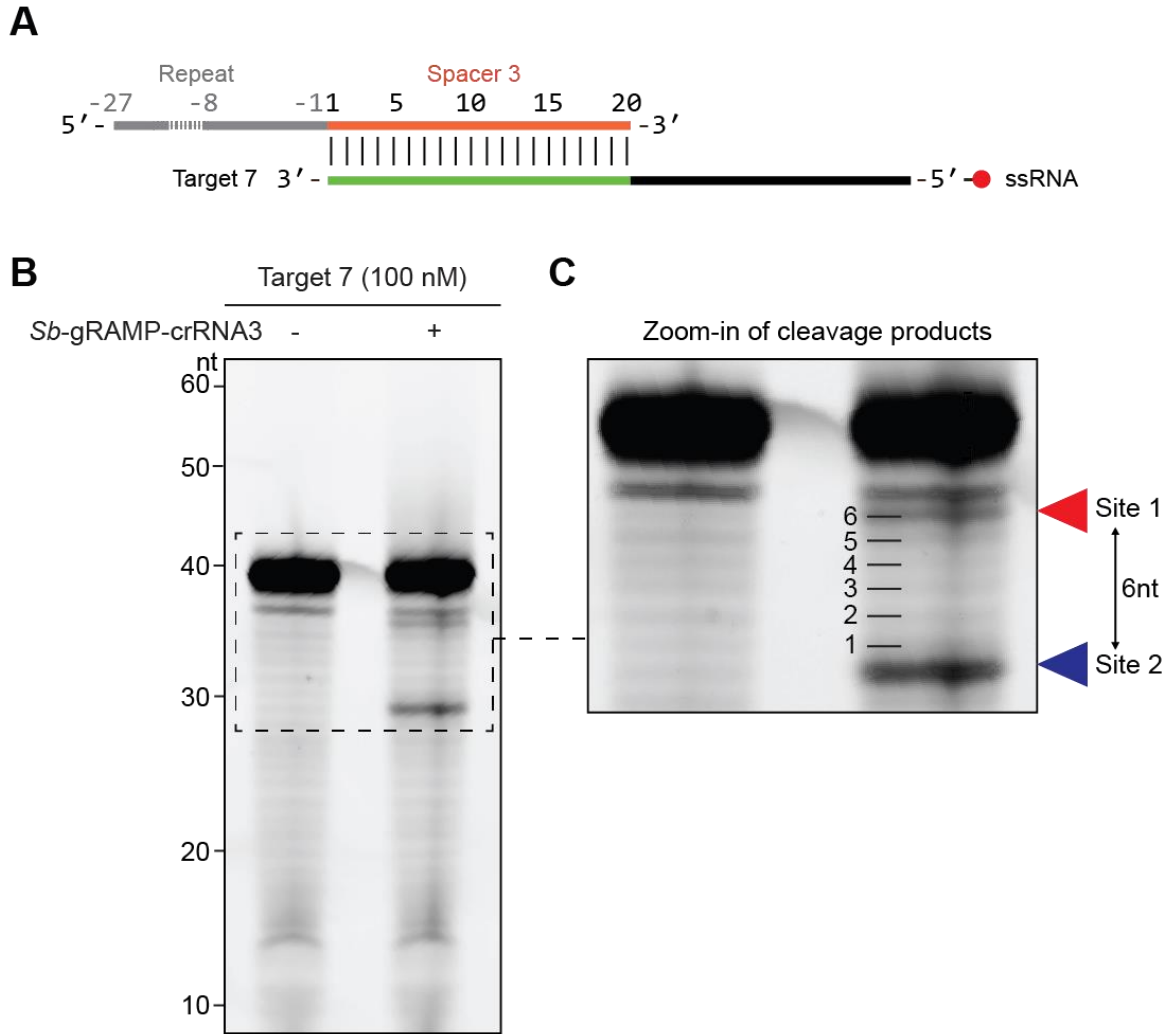 A
Repeat Spacer 3
-27 -8 -1 1 5 10 15 20
5′- -3′
Target 7 3′- -5′- ssRNA
B
Target 7 (100 nM)
Sb-gRAMP-crRNA3 - +
nt
60
50
40
30
20
10
C
Zoom-in of cleavage products
6
5
4
3
2
1
Site 1
6nt
Site 2